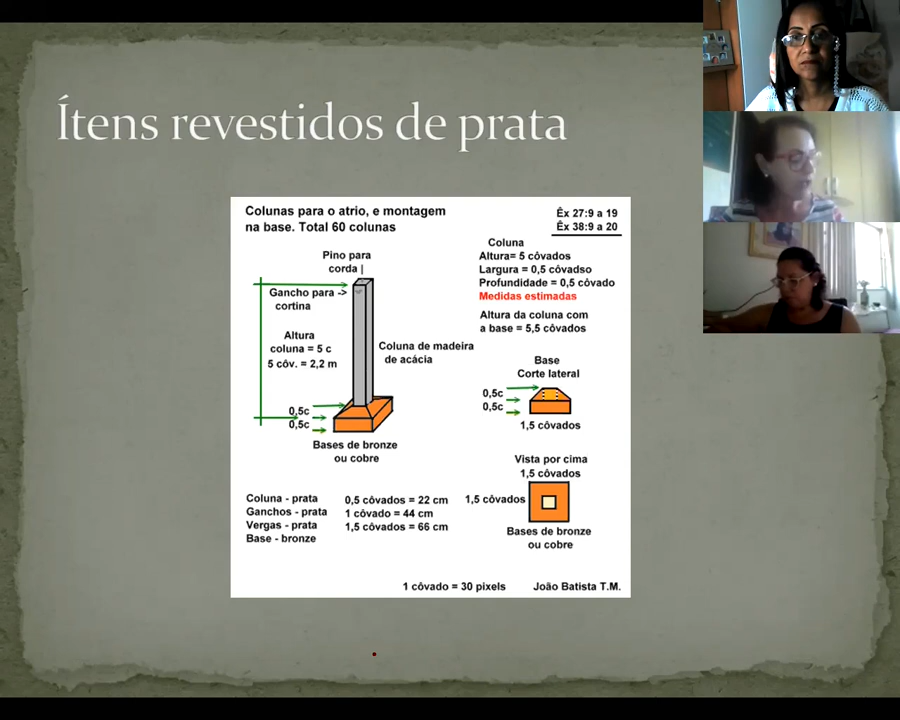 Ítens revestidos de prata
Colunas para o atrio, e montagem
na base. Total 60 colunas
Êx 27:9 a 19
Êx 38:9 a 20
Pino para
corda |
Gancho para ->
cortina
Altura
coluna = 5 c
5 côv. = 2,2 m
Coluna de madeira
de acácia
0,5c
0,5c
Bases de bronze
ou cobre
Coluna
Altura= 5 côvados
Largura = 0,5 côvadso
Profundidade = 0,5 côvado
Medidas estimadas
Altura da coluna com
a base = 5,5 côvados
Base
Corte lateral
0,5c
0,5c
1,5 côvados
Vista por cima
1,5 côvados
1,5 côvados
Bases de bronze
ou cobre
Coluna - prata
Ganchos - prata
Vergas - prata
Base - bronze
0,5 côvados = 22 cm
1 côvado = 44 cm
1,5 côvados = 66 cm
1 côvado = 30 pixels
João Batista T.M.